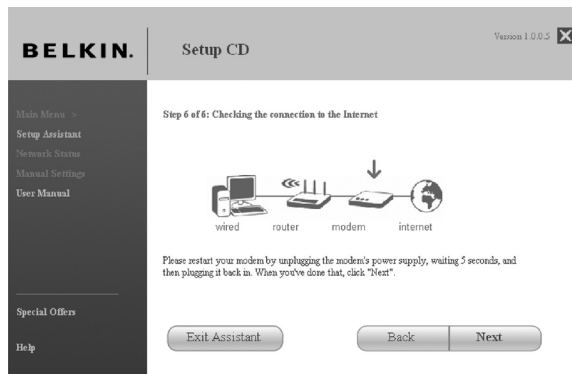 BELKIN.
Setup CD
Version 1.0.0.5
Main Menu >
Setup Assistant
Network Status
Manual Settings
User Manual
Special Offers
Help
Step 6 of 6: Checking the connection to the Internet
wired router modem internet
Please restart your modem by unplugging the modem's power supply, waiting 5 seconds, and
then plugging it back in. When you've done that, click "Next".
Exit Assistant
Back
Next